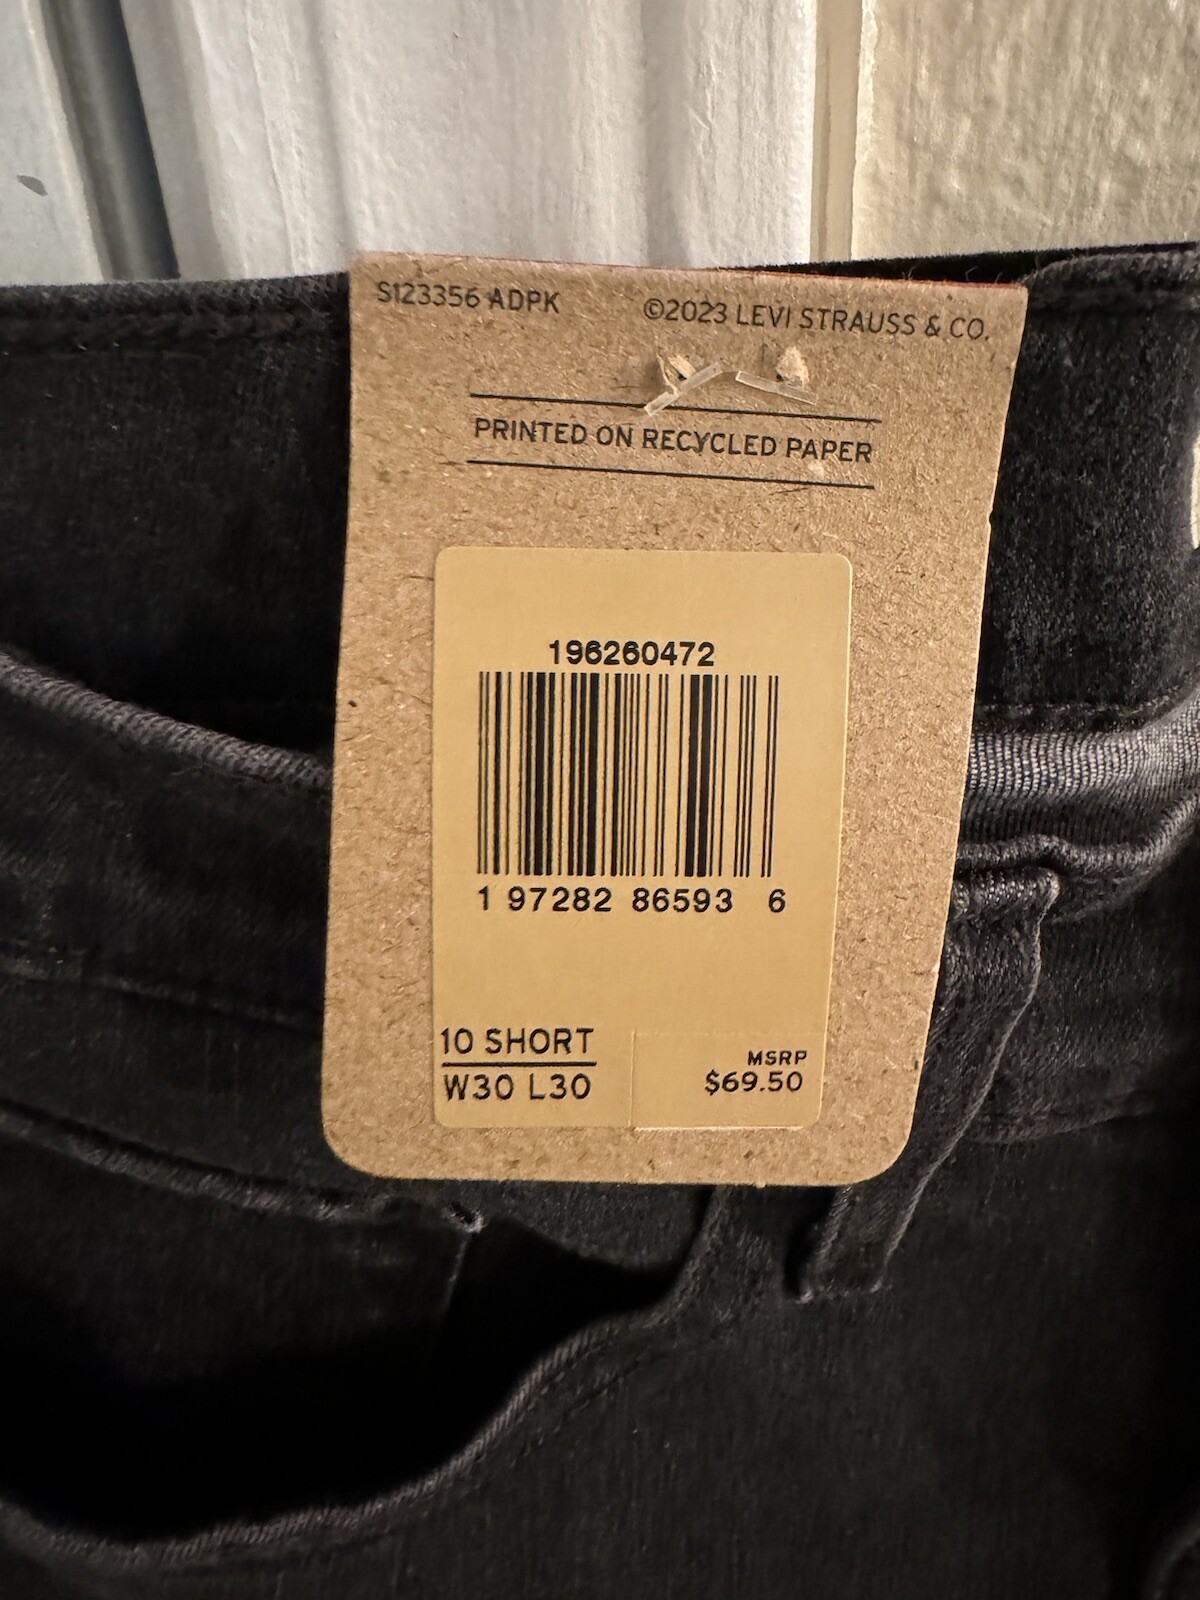 S123356 ADPK
©2023 LEVI STRAUSS & CO.
PRINTED ON RECYCLED PAPER
196260472
1 97282 86593 6
10 SHORT
W30 L30
MSRP
$69.50